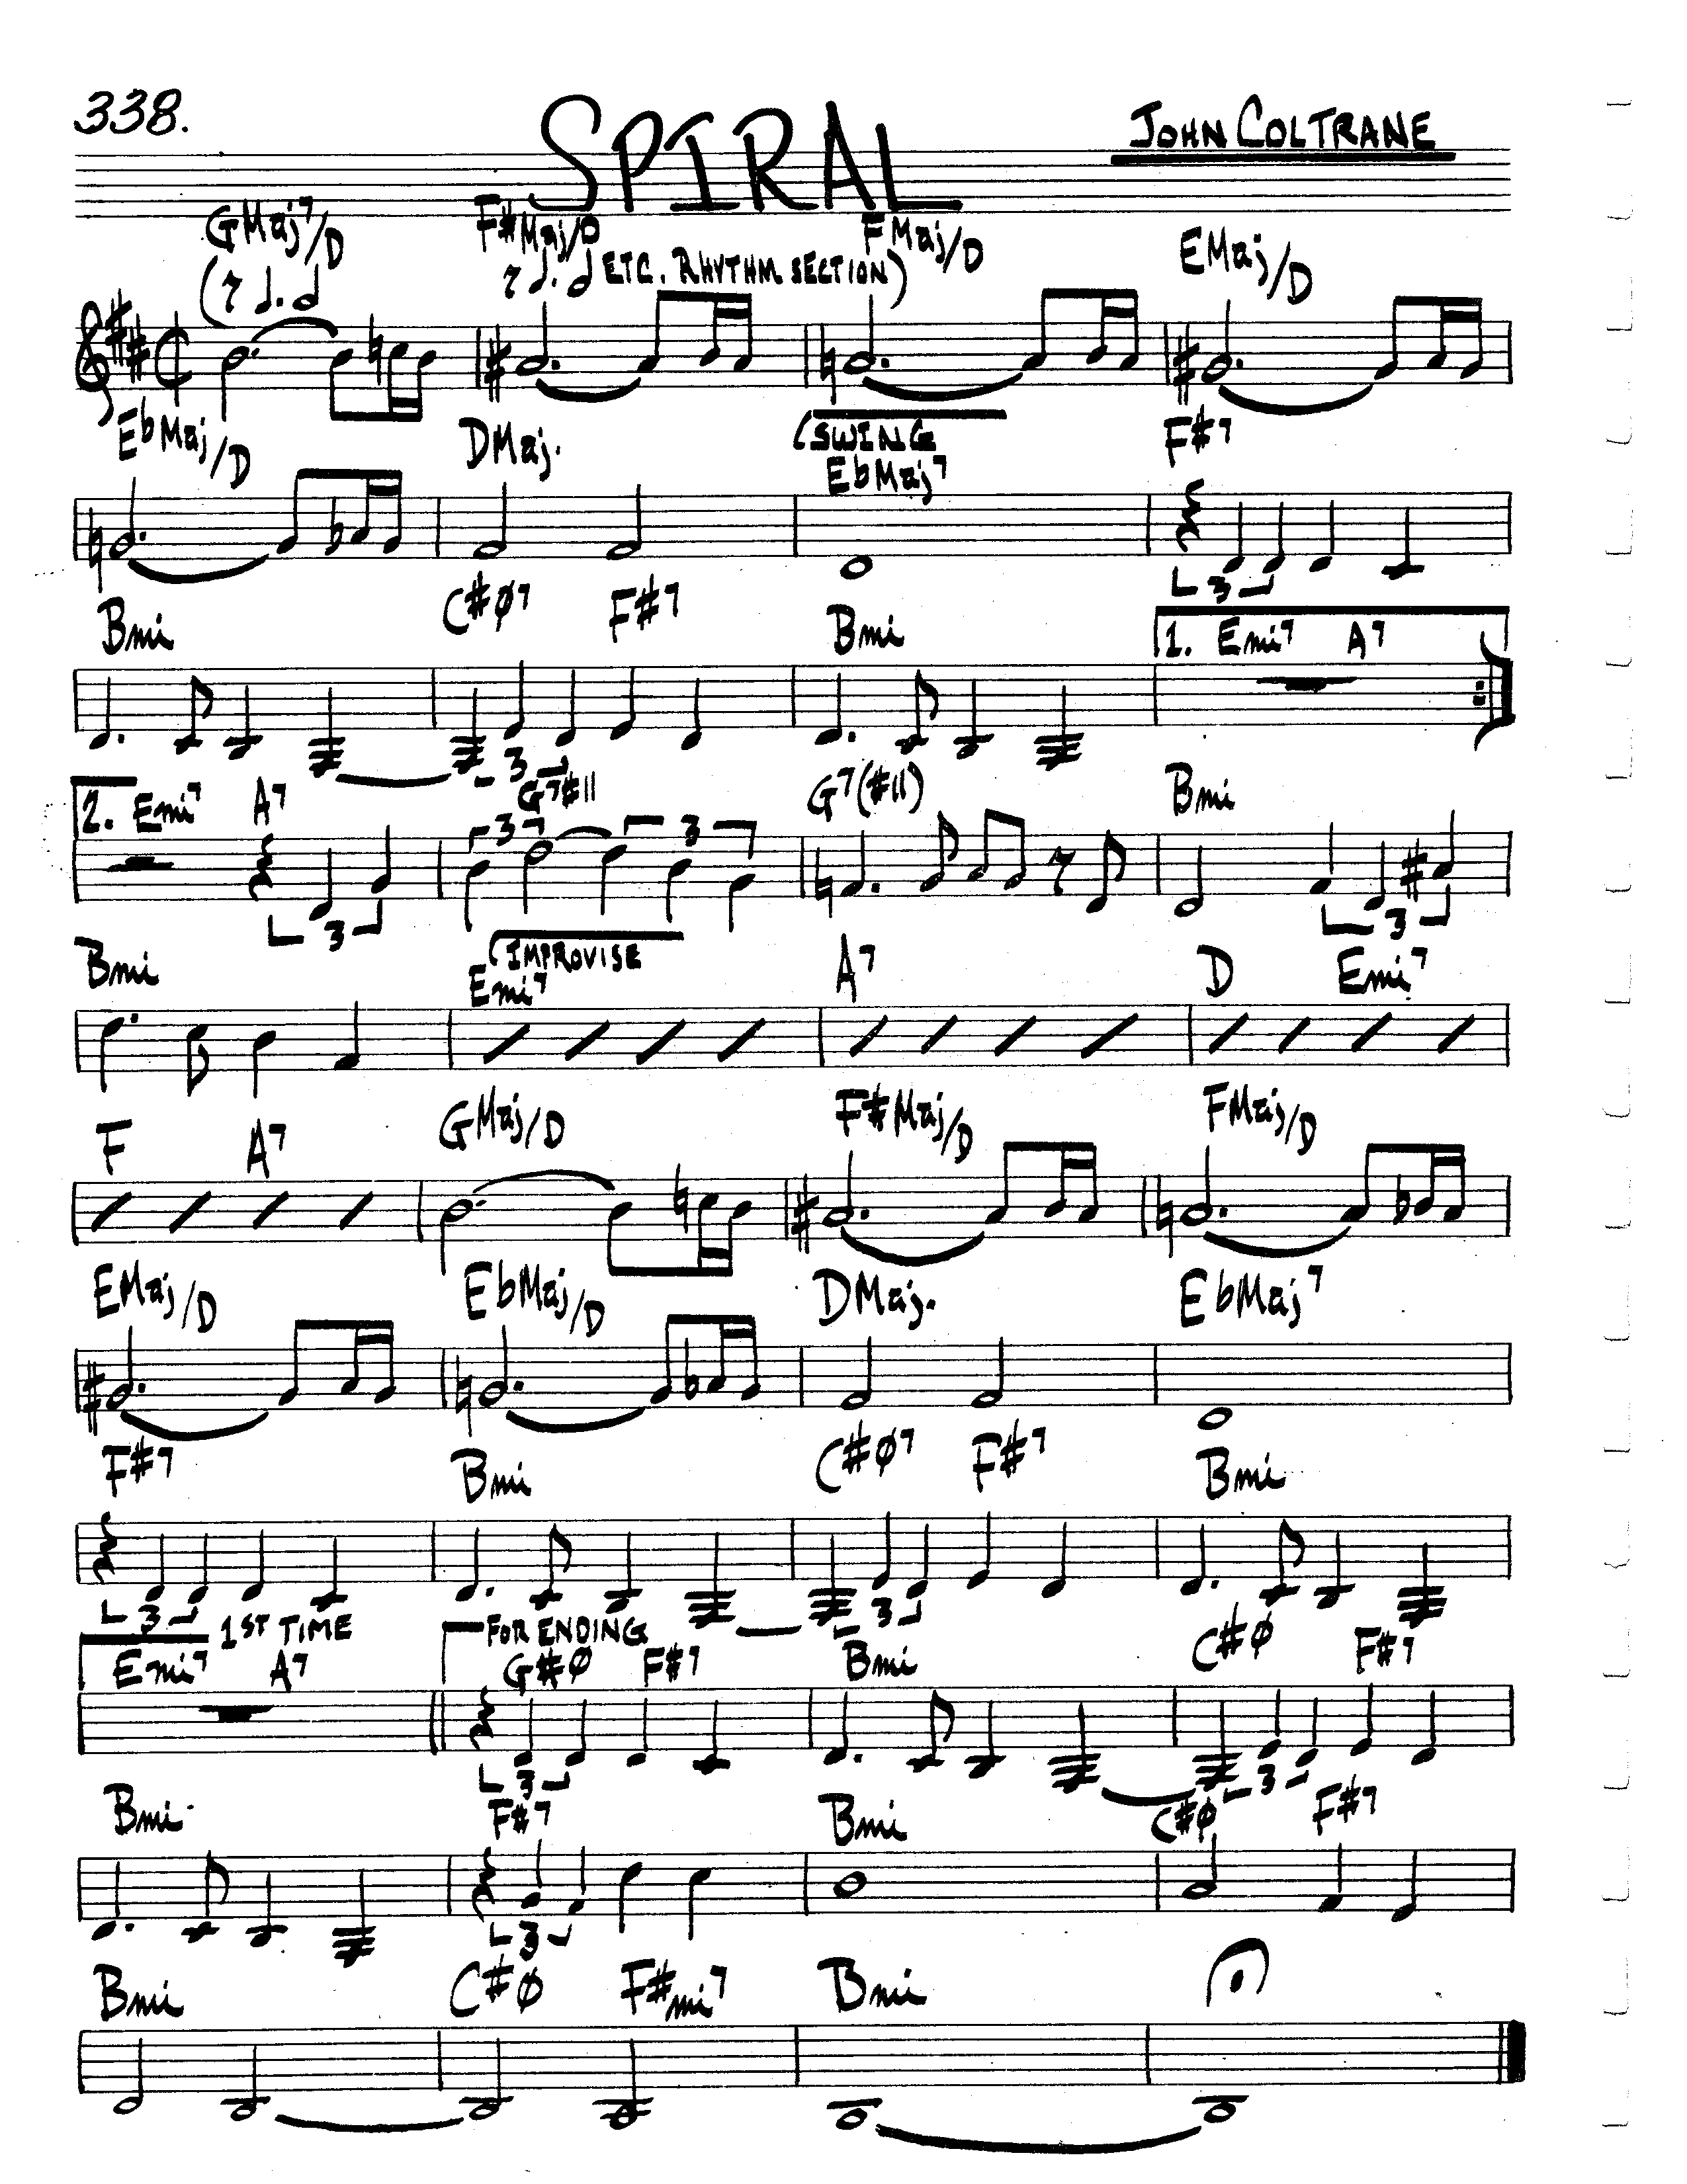 338.
SPIRAL
JOHN COLTRANE
GMaj7/D F#Maj/D FMaj/D EMaj/D
ETC. RHYTHM SECTION)
EbMaj/D DMaj. (SWING F#7
EbMaj7
3
Bmi C#ø7 F#7 Bmi 1. Emi7 A7
3
2. Emi7 A7 G7#11 G7(#11) Bmi
3 3 3 3
Bmi (IMPROVISE
Emi7 A7 D Emi7
F A7 GMaj/D F#Maj/D FMaj/D
EMaj/D EbMaj/D DMaj. EbMaj7
F#7 Bmi C#ø7 F#7 Bmi
3 3
1ST TIME FOR ENDING
Emi7 A7 G#ø F#7 Bmi C#ø F#7
3 3
Bmi F#7 Bmi C#ø F#7
3
Bmi C#ø F#mi7 Bmi